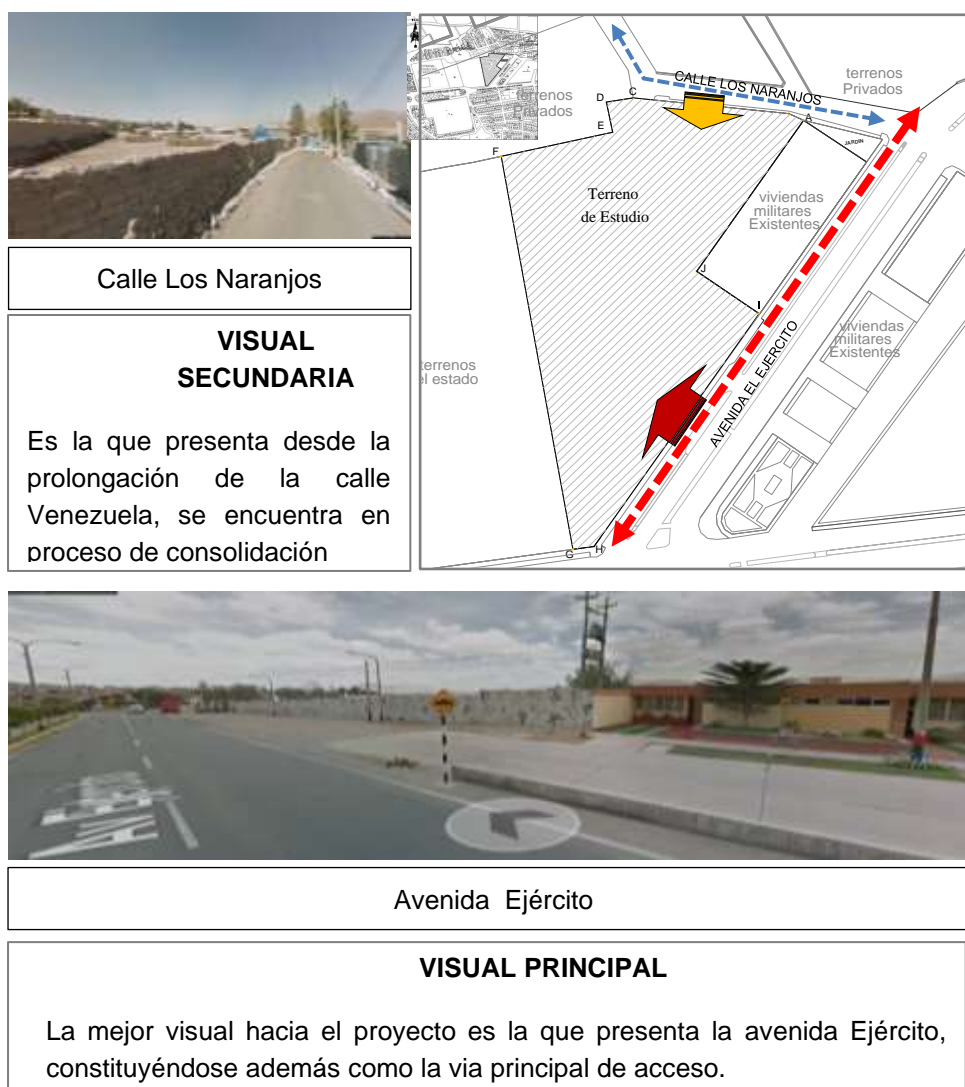 Calle Los Naranjos
VISUAL
SECUNDARIA
Es la que presenta desde la
prolongación de la calle
Venezuela, se encuentra en
proceso de consolidación
CALLE LOS NARANJOS
terrenos
Privados
terrenos
D
C
E
F
A
JARDIN
Terreno
de Estudio
viviendas
militares
Existentes
J
I
AVENIDA EL EJERCITO
viviendas
militares
Existentes
terrenos
el estado
G
H
Av Ejército
Avenida Ejército
VISUAL PRINCIPAL
La mejor visual hacia el proyecto es la que presenta la avenida Ejército,
constituyéndose además como la via principal de acceso.